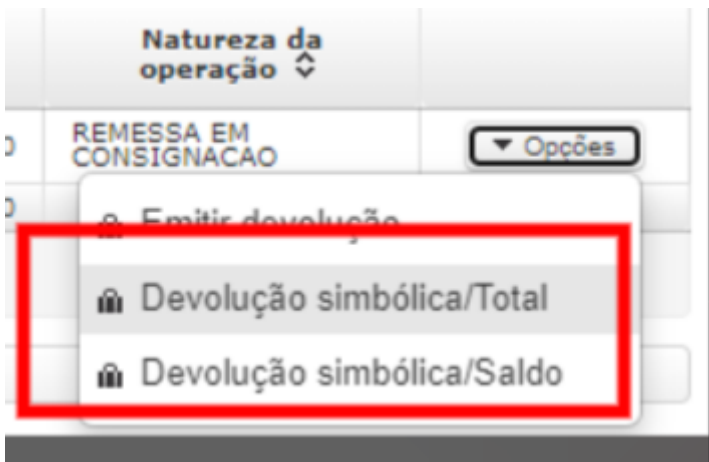 Natureza da
operação
REMESSA EM
CONSIGNACAO
Opções
Emitir devolução
Devolução simbólica/Total
Devolução simbólica/Saldo